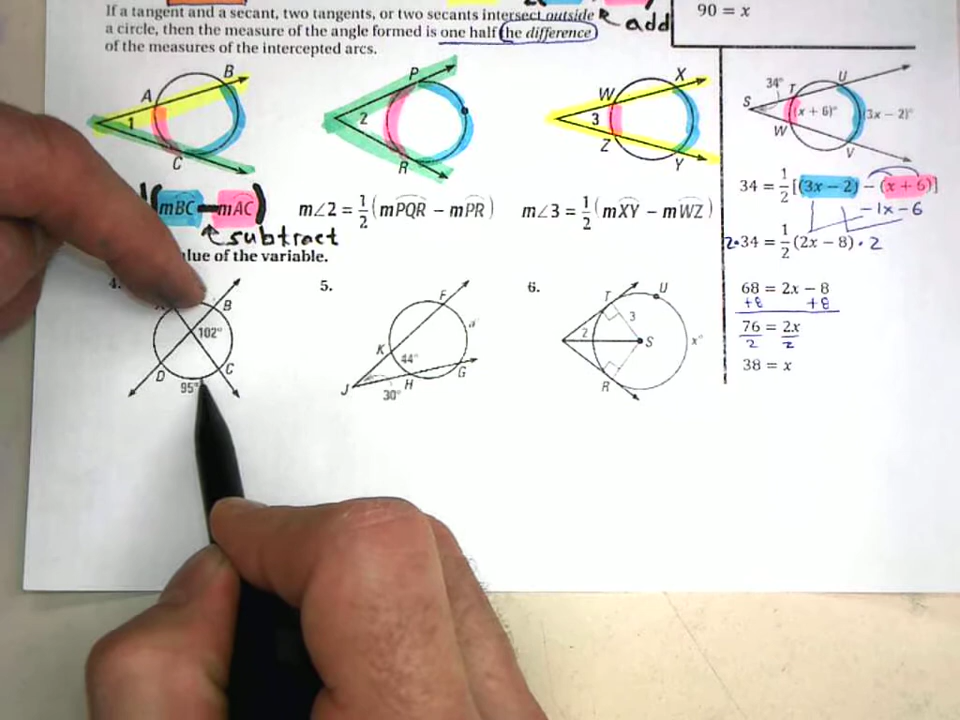 If a tangent and a secant, two tangents, or two secants intersect outside
a circle, then the measure of the angle formed is one half the difference
of the measures of the intercepted arcs.
add
90 = x
A B 1 C
P 2 R
W X 3 Z Y
34° S T U (x + 6)° (3x − 2)° W V
(mBC − mAC)
subtract
m∠2 = 1/2 (mPQR − mPR)
m∠3 = 1/2 (mXY − mWZ)
34 = 1/2 [(3x − 2) − (x + 6)]
−1x − 6
2•34 = 1/2 (2x − 8) • 2
68 = 2x − 8
+8 +8
76 = 2x
2 2
38 = x
lue of the variable.
4. B 102° D C 95°
5. F K 44° a° J H G 30°
6. T U 3 2 S x° R